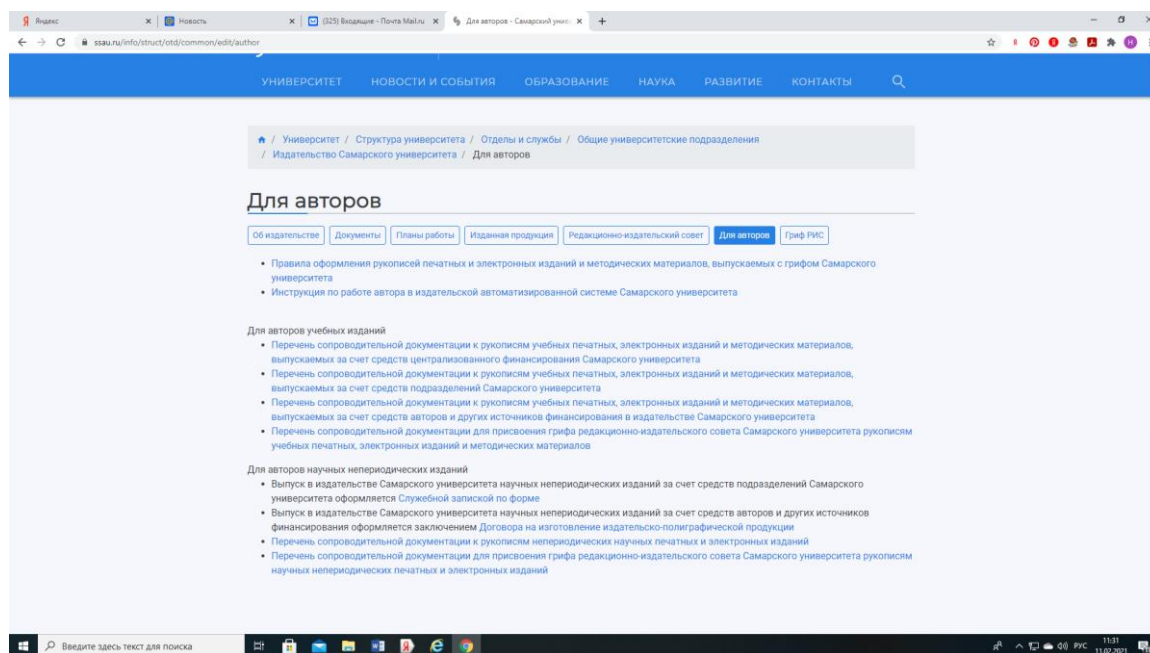 Яндекс
Новость
(325) Входящие - Почта Mail.ru
Для авторов - Самарский униве
ssau.ru/info/struct/otd/common/edit/author
УНИВЕРСИТЕТ НОВОСТИ И СОБЫТИЯ ОБРАЗОВАНИЕ НАУКА РАЗВИТИЕ КОНТАКТЫ
/ Университет / Структура университета / Отделы и службы / Общие университетские подразделения
/ Издательство Самарского университета / Для авторов
Для авторов
Об издательстве Документы Планы работы Изданная продукция Редакционно-издательский совет Для авторов Гриф РИС
• Правила оформления рукописей печатных и электронных изданий и методических материалов, выпускаемых с грифом Самарского
университета
• Инструкция по работе автора в издательской автоматизированной системе Самарского университета
Для авторов учебных изданий
• Перечень сопроводительной документации к рукописям учебных печатных, электронных изданий и методических материалов,
выпускаемых за счет средств централизованного финансирования Самарского университета
• Перечень сопроводительной документации к рукописям учебных печатных, электронных изданий и методических материалов,
выпускаемых за счет средств подразделений Самарского университета
• Перечень сопроводительной документации к рукописям учебных печатных, электронных изданий и методических материалов,
выпускаемых за счет средств авторов и других источников финансирования в издательстве Самарского университета
• Перечень сопроводительной документации для присвоения грифа редакционно-издательского совета Самарского университета рукописям
учебных печатных, электронных изданий и методических материалов
Для авторов научных непериодических изданий
• Выпуск в издательстве Самарского университета научных непериодических изданий за счет средств подразделений Самарского
университета оформляется Служебной запиской по форме
• Выпуск в издательстве Самарского университета научных непериодических изданий за счет средств авторов и других источников
финансирования оформляется заключением Договора на изготовление издательско-полиграфической продукции
• Перечень сопроводительной документации к рукописям непериодических научных печатных и электронных изданий
• Перечень сопроводительной документации для присвоения грифа редакционно-издательского совета Самарского университета рукописям
научных непериодических печатных и электронных изданий
Введите здесь текст для поиска
РУС
11:31
11.02.2021